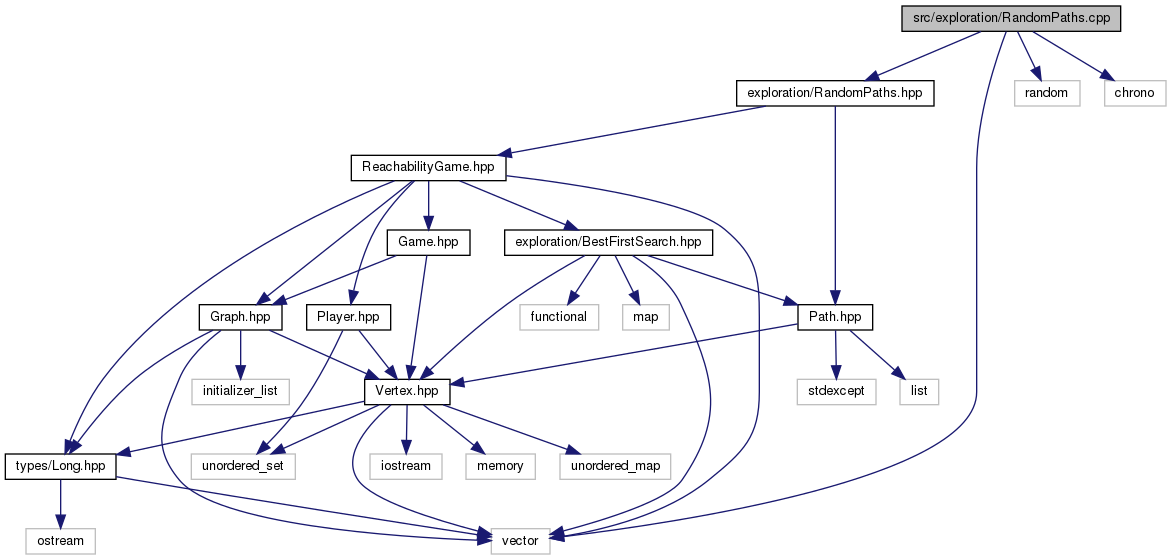 src/exploration/RandomPaths.cpp
exploration/RandomPaths.hpp
random
chrono
ReachabilityGame.hpp
Game.hpp
exploration/BestFirstSearch.hpp
Graph.hpp
Player.hpp
functional
map
Path.hpp
initializer_list
Vertex.hpp
stdexcept
list
types/Long.hpp
unordered_set
iostream
memory
unordered_map
ostream
vector